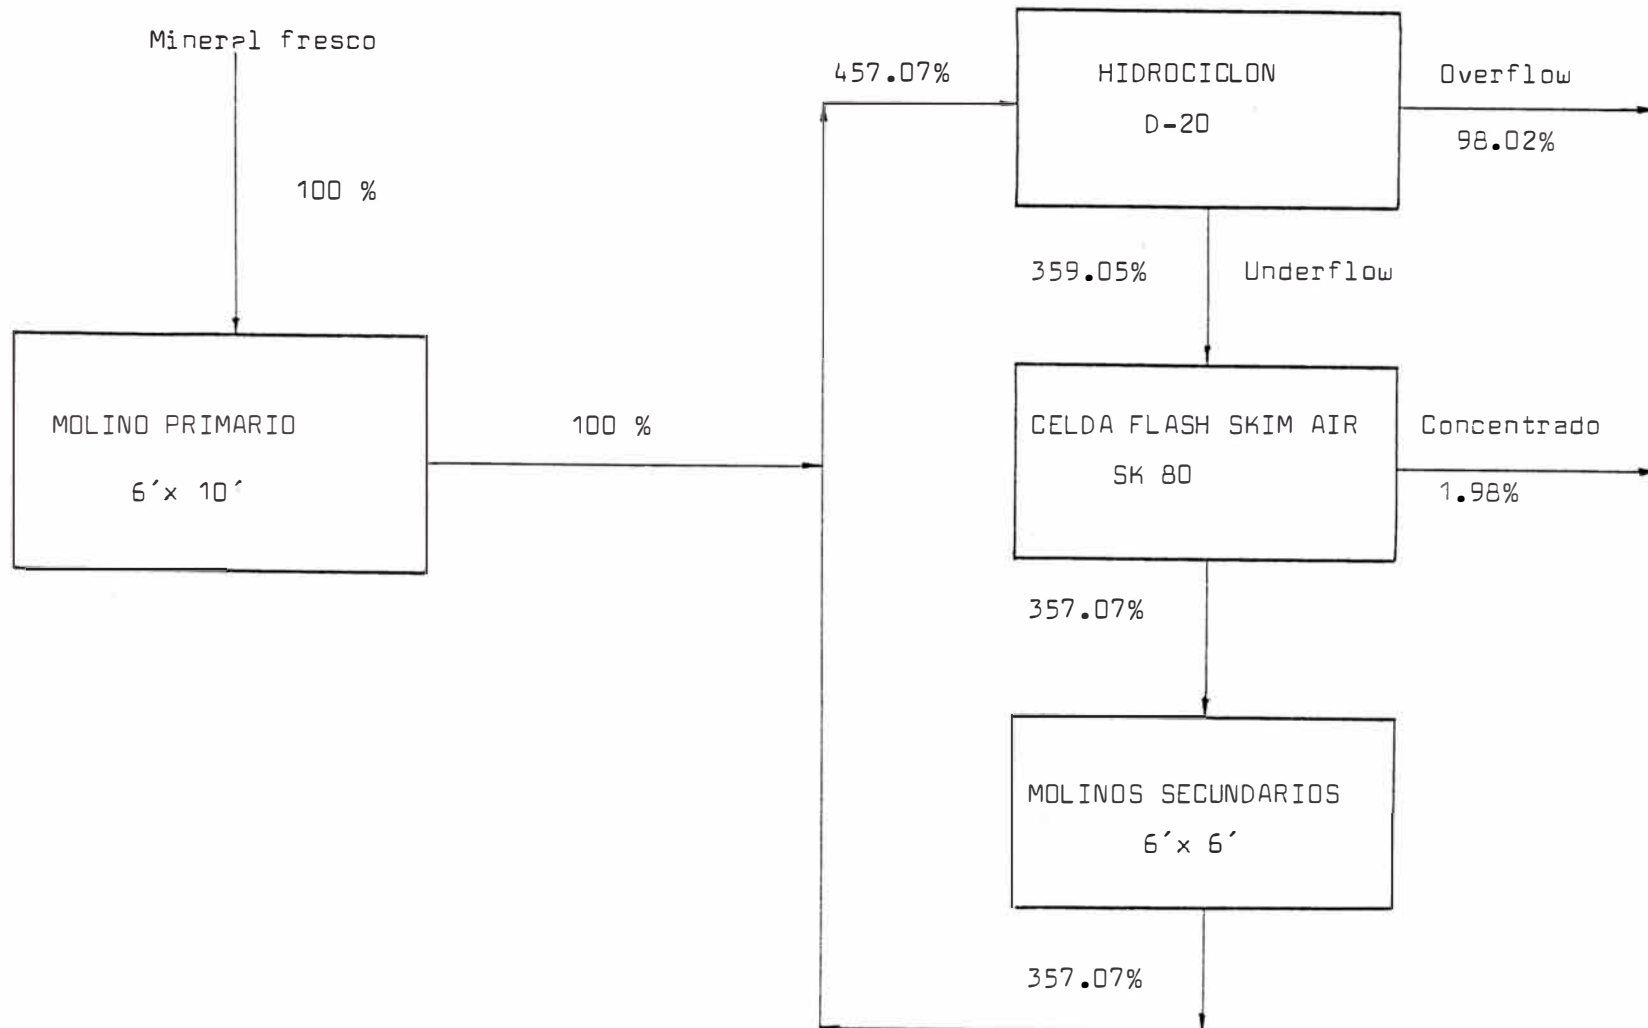 Mineral fresco
100 %
MOLINO PRIMARIO
6´x 10´
100 %
457.07%
HIDROCICLON
D-20
Overflow
98.02%
359.05%
Underflow
CELDA FLASH SKIM AIR
SK 80
Concentrado
1.98%
357.07%
MOLINOS SECUNDARIOS
6´x 6´
357.07%